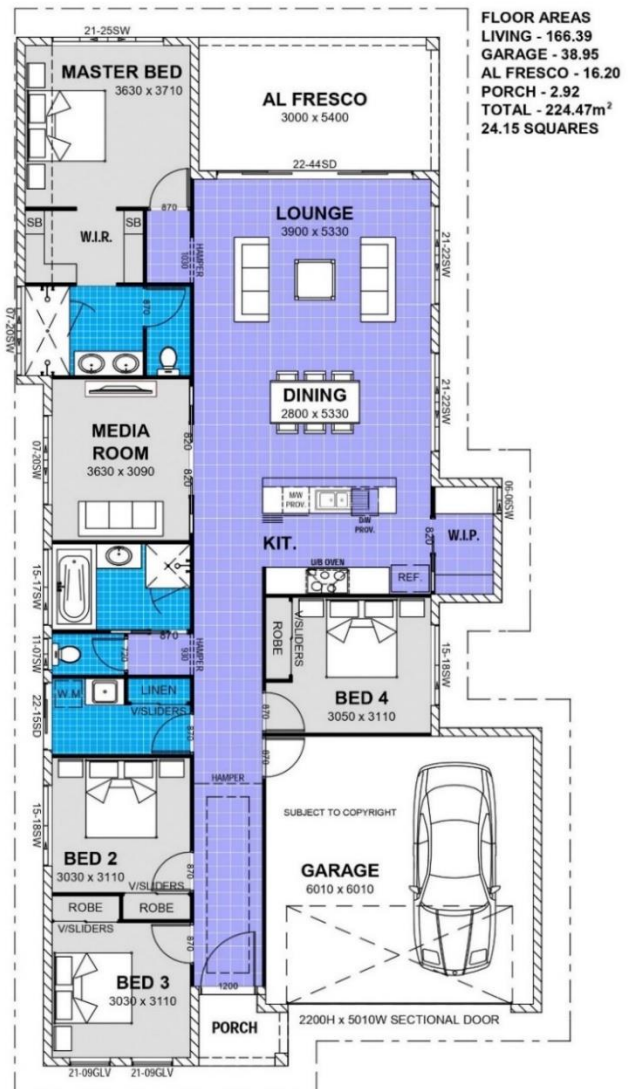 FLOOR AREAS
LIVING - 166.39
GARAGE - 38.95
AL FRESCO - 16.20
PORCH - 2.92
TOTAL - 224.47m²
24.15 SQUARES
21-25SW
MASTER BED
3630 x 3710
AL FRESCO
3000 x 5400
22-44SD
870
SB
W.I.R.
SB
HAMPER
1030
LOUNGE
3900 x 5330
21-22SW
07-20SW
870
DINING
2800 x 5330
21-22SW
MEDIA
ROOM
3630 x 3090
07-20SW
820
820
M/W
PROV.
D/W
PROV.
KIT.
U/B OVEN
REF.
820
W.I.P.
06-06SW
15-17SW
870
11-07SW
720
HAMPER
930
ROBE
V/SLIDERS
BED 4
3050 x 3110
15-18SW
W.M
LINEN
V/SLIDERS
22-15SD
870
870
870
HAMPER
SUBJECT TO COPYRIGHT
15-18SW
BED 2
3030 x 3110
V/SLIDERS
870
ROBE
ROBE
V/SLIDERS
GARAGE
6010 x 6010
870
BED 3
3030 x 3110
1200
PORCH
2200H x 5010W SECTIONAL DOOR
21-09GLV
21-09GLV